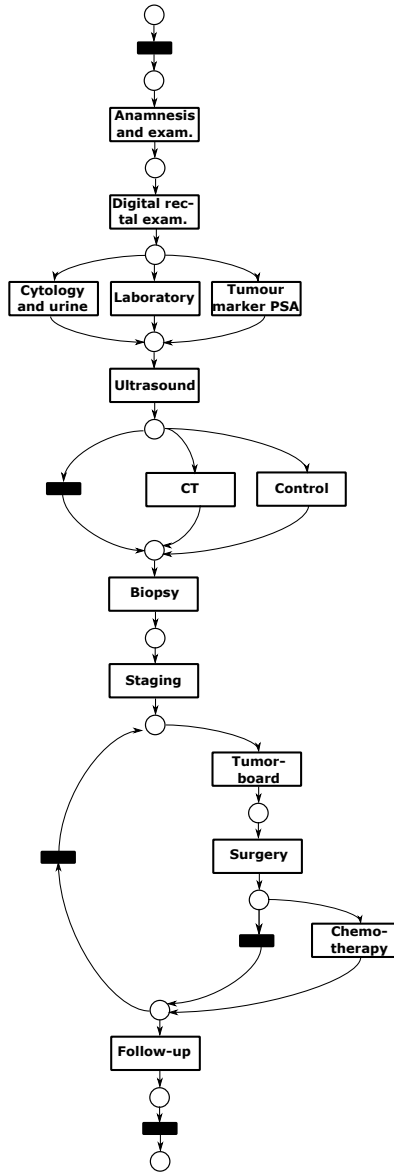 Anamnesis
and exam.
Digital rec-
tal exam.
Cytology
and urine
Laboratory
Tumour
marker PSA
Ultrasound
CT
Control
Biopsy
Staging
Tumor-
board
Surgery
Chemo-
therapy
Follow-up